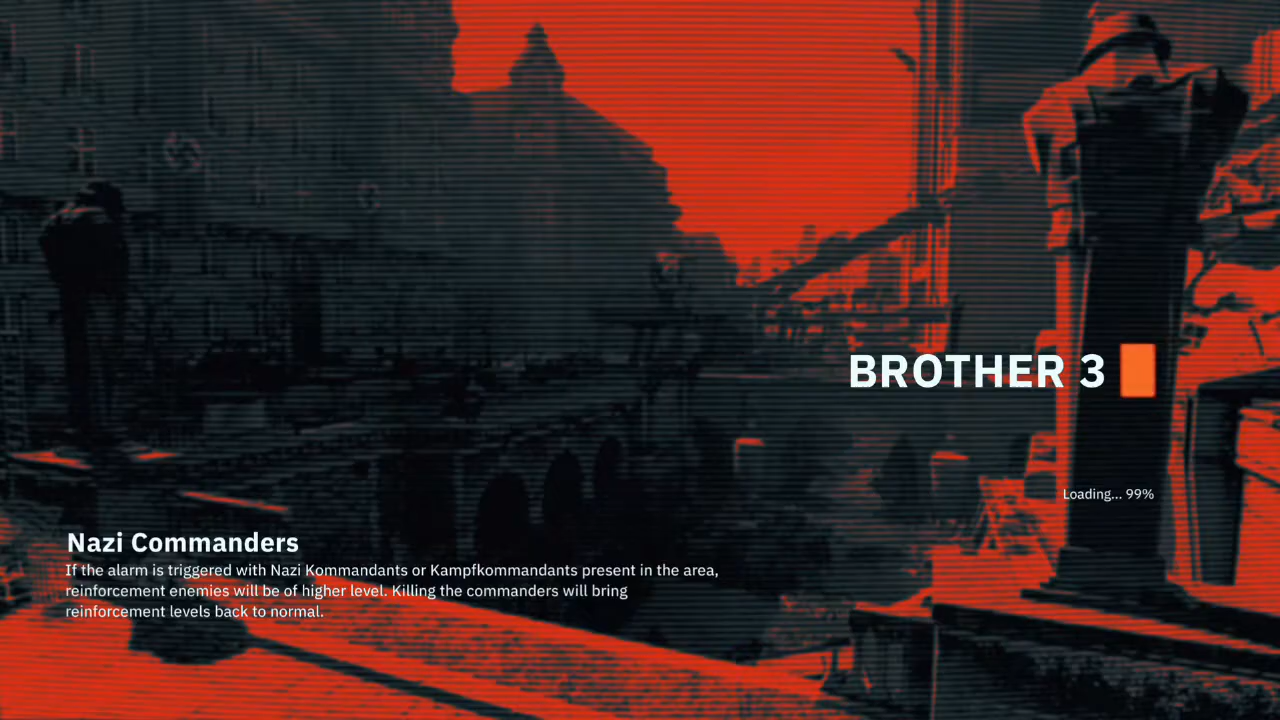 BROTHER 3
Loading... 99%
Nazi Commanders
If the alarm is triggered with Nazi Kommandants or Kampfkommandants present in the area,
reinforcement enemies will be of higher level. Killing the commanders will bring
reinforcement levels back to normal.